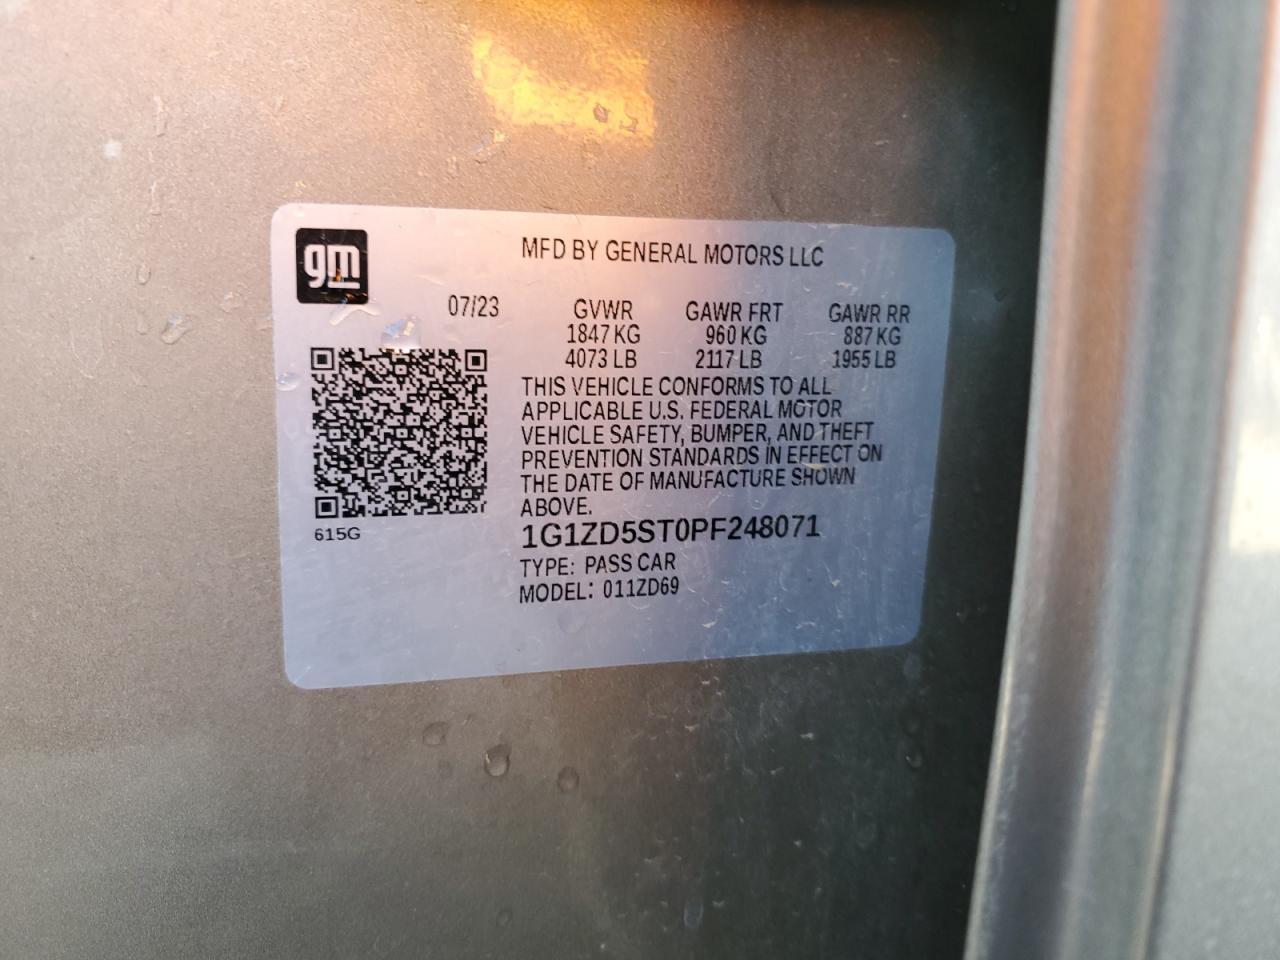 gm
MFD BY GENERAL MOTORS LLC
07/23 GVWR GAWR FRT GAWR RR
1847 KG 960 KG 887 KG
4073 LB 2117 LB 1955 LB
THIS VEHICLE CONFORMS TO ALL
APPLICABLE U.S. FEDERAL MOTOR
VEHICLE SAFETY, BUMPER, AND THEFT
PREVENTION STANDARDS IN EFFECT ON
THE DATE OF MANUFACTURE SHOWN
ABOVE.
615G
1G1ZD5ST0PF248071
TYPE: PASS CAR
MODEL: 011ZD69